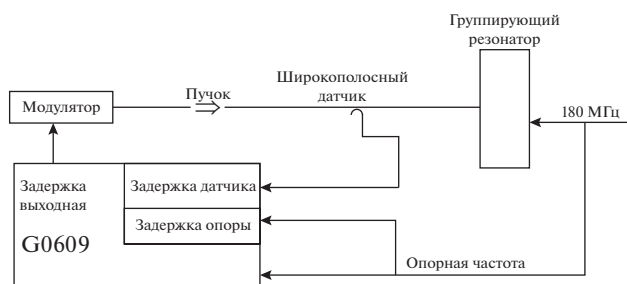 Группирующий
резонатор
Широкополосный
датчик
Пучок
Модулятор
180 МГц
Задержка
выходная
G0609
Задержка датчика
Задержка опоры
Опорная частота